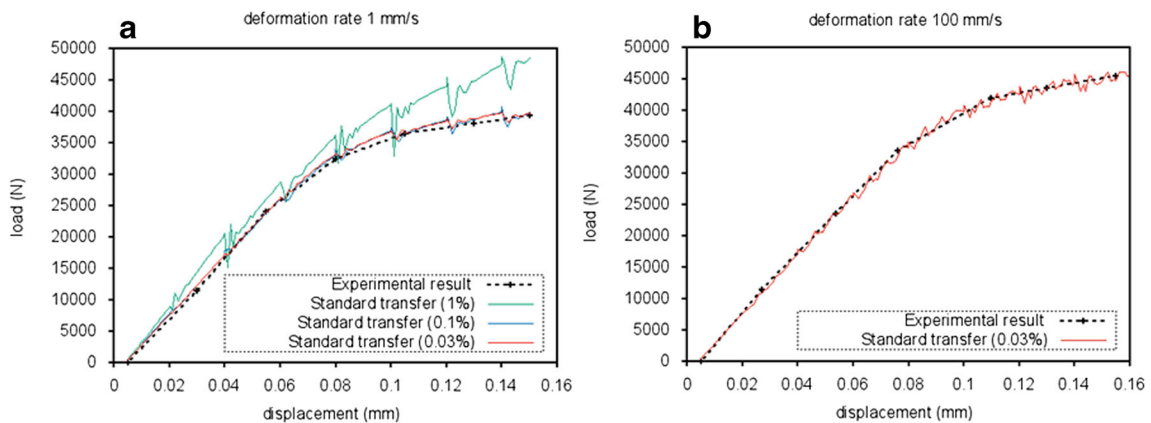 a
deformation rate 1 mm/s
50000
45000
40000
35000
30000
25000
20000
15000
10000
5000
0
load (N)
Experimental result
Standard transfer (1%)
Standard transfer (0.1%)
Standard transfer (0.03%)
0 0.02 0.04 0.06 0.08 0.1 0.12 0.14 0.16
displacement (mm)
b
deformation rate 100 mm/s
50000
45000
40000
35000
30000
25000
20000
15000
10000
5000
0
load (N)
Experimental result
Standard transfer (0.03%)
0 0.02 0.04 0.06 0.08 0.1 0.12 0.14 0.16
displacement (mm)